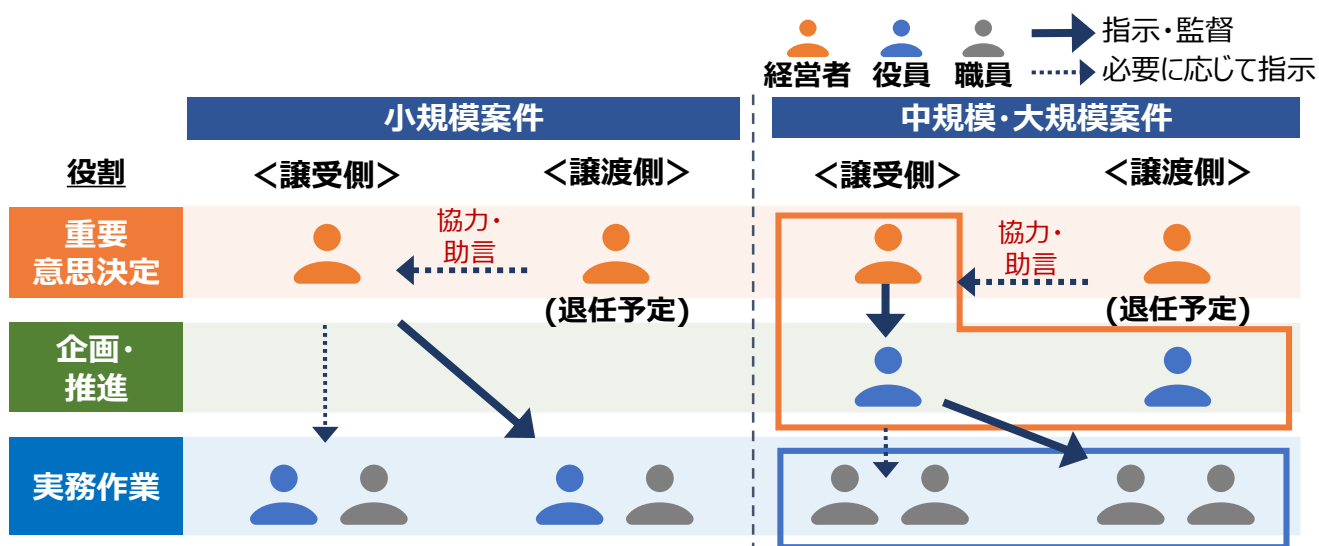 経営者 役員 職員
指示・監督
必要に応じて指示
小規模案件
中規模・大規模案件
役割
＜譲受側＞
＜譲渡側＞
＜譲受側＞
＜譲渡側＞
重要
意思決定
協力・
助言
(退任予定)
協力・
助言
(退任予定)
企画・
推進
実務作業